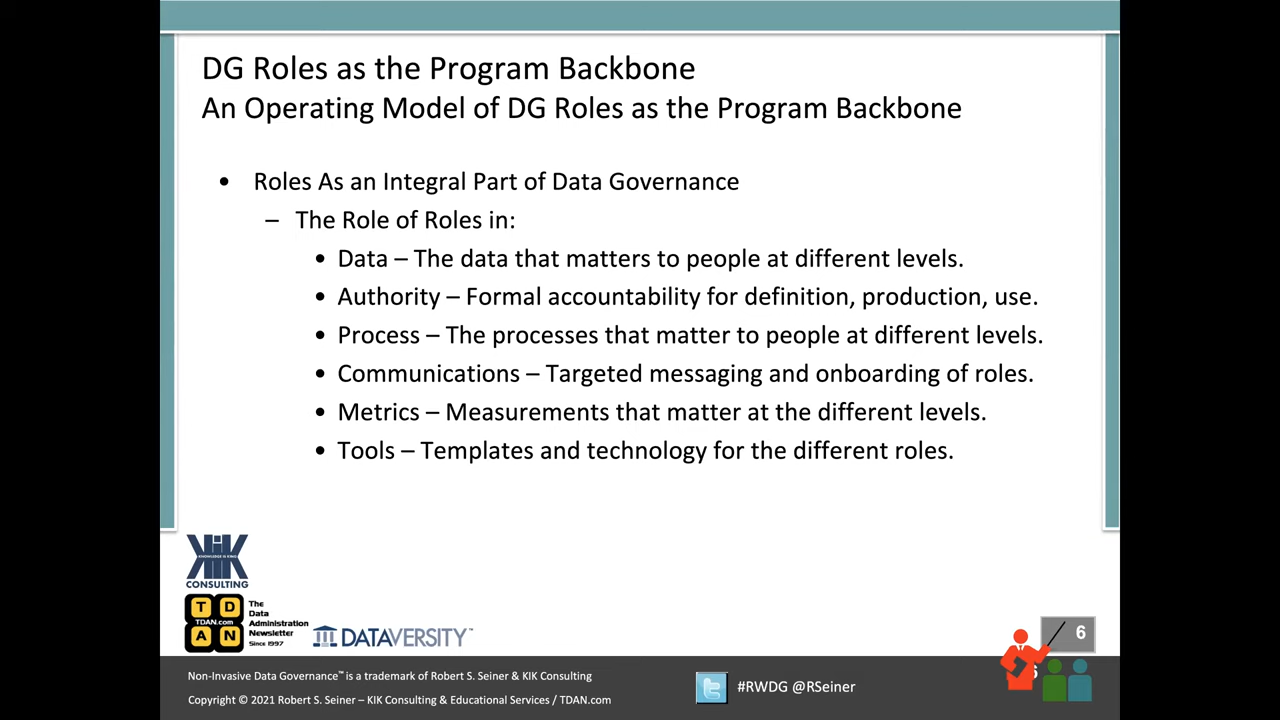 DG Roles as the Program Backbone
An Operating Model of DG Roles as the Program Backbone
• Roles As an Integral Part of Data Governance
– The Role of Roles in:
• Data – The data that matters to people at different levels.
• Authority – Formal accountability for definition, production, use.
• Process – The processes that matter to people at different levels.
• Communications – Targeted messaging and onboarding of roles.
• Metrics – Measurements that matter at the different levels.
• Tools – Templates and technology for the different roles.
KIK
KNOWLEDGE IS KING
CONSULTING
T D
TDAN.com
A N
The
Data
Administration
Newsletter
Since 1997
DATAVERSITY™
6
Non-Invasive Data Governance™ is a trademark of Robert S. Seiner & KIK Consulting
Copyright © 2021 Robert S. Seiner – KIK Consulting & Educational Services / TDAN.com
#RWDG @RSeiner